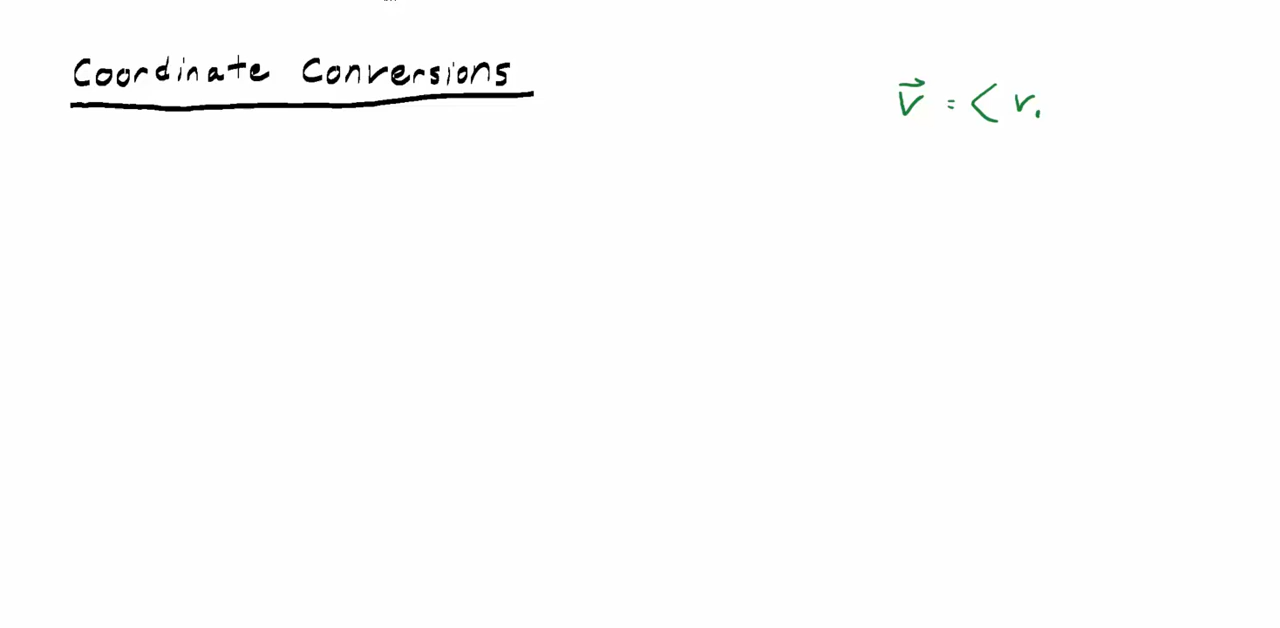 Coordinate Conversions
v⃗ = < r,